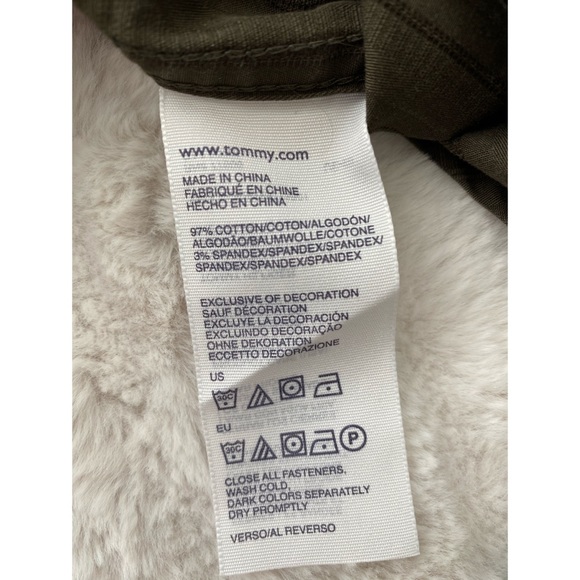 www.tommy.com
MADE IN CHINA
FABRIQUÉ EN CHINE
HECHO EN CHINA
97% COTTON/COTON/ALGODÓN/
ALGODÃO/BAUMWOLLE/COTONE
3% SPANDEX/SPANDEX/SPANDEX/
SPANDEX/SPANDEX/SPANDEX
EXCLUSIVE OF DECORATION
SAUF DÉCORATION
EXCLUYE LA DECORACIÓN
EXCLUINDO DECORAÇÃO
OHNE DEKORATION
ECCETTO DECORAZIONE
US
30C
EU
30C P
CLOSE ALL FASTENERS,
WASH COLD,
DARK COLORS SEPARATELY
DRY PROMPTLY
VERSO/AL REVERSO